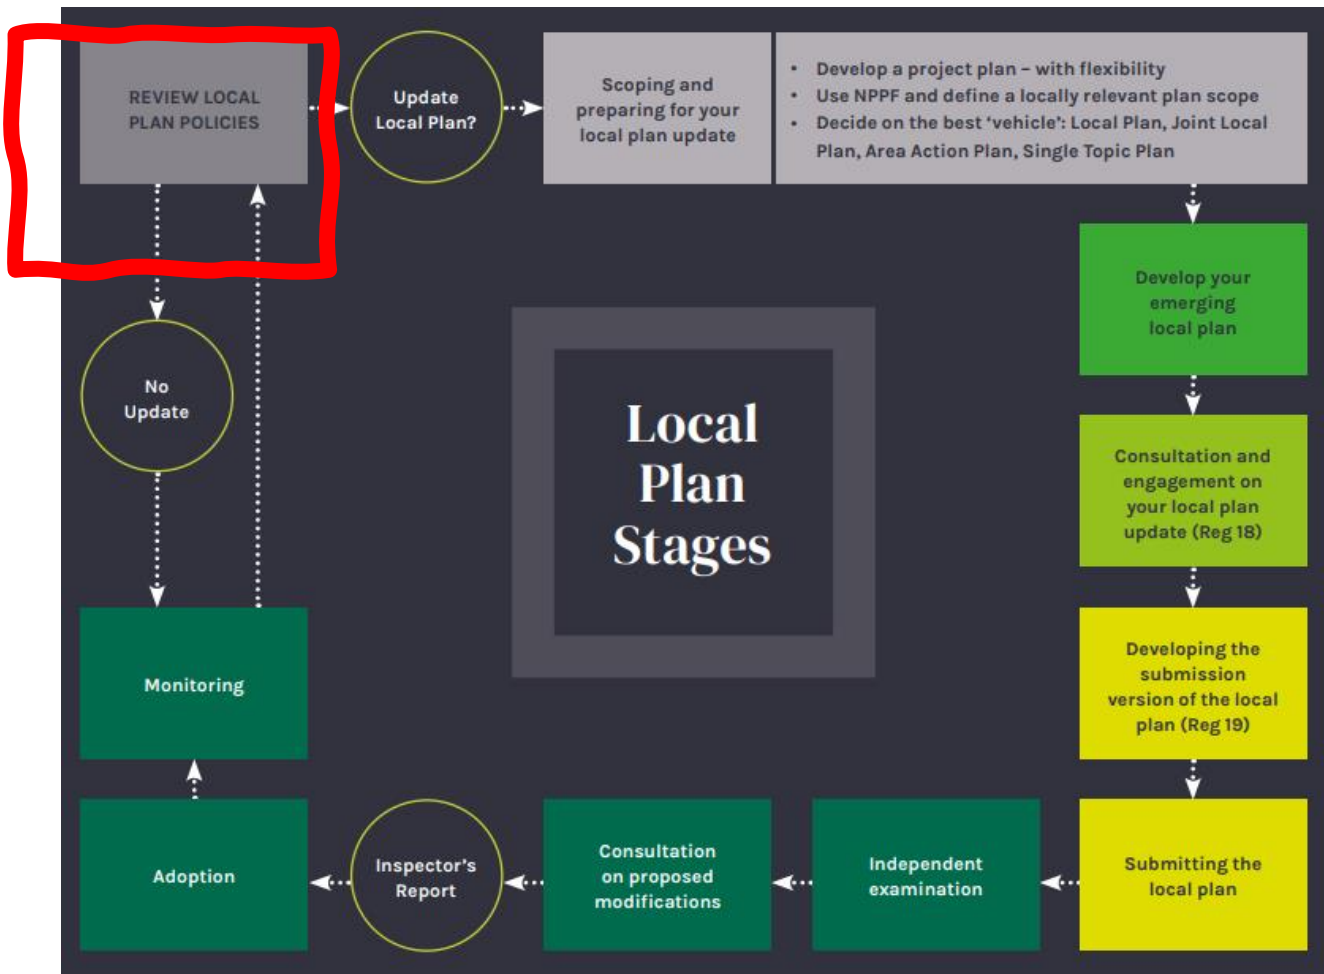 REVIEW LOCAL
PLAN POLICIES
Update
Local Plan?
Scoping and
preparing for your
local plan update
• Develop a project plan – with flexibility
• Use NPPF and define a locally relevant plan scope
• Decide on the best ‘vehicle’: Local Plan, Joint Local
Plan, Area Action Plan, Single Topic Plan
Develop your
emerging
local plan
Consultation and
engagement on
your local plan
update (Reg 18)
Developing the
submission
version of the local
plan (Reg 19)
Submitting the
local plan
Independent
examination
Consultation
on proposed
modifications
Inspector’s
Report
Adoption
Monitoring
No
Update
Local
Plan
Stages